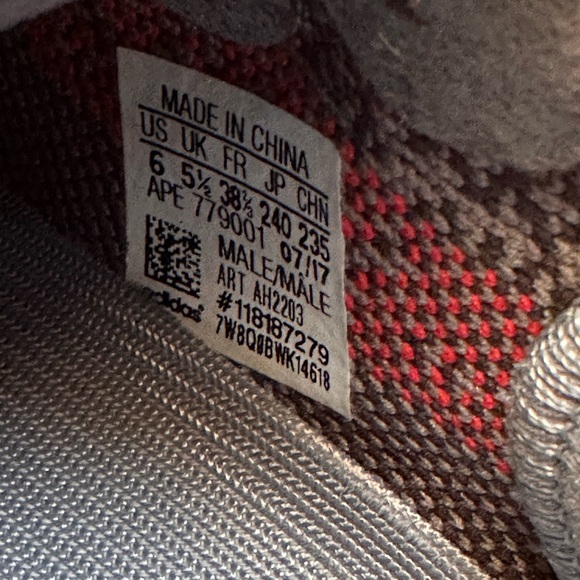 MADE IN CHINA
US UK FR JP CHN
6 5½ 38⅔ 240 235
APE 779001 07/17
MALE/MALE
ART AH2203
#118187279
7W8Q0BWK14618
adidas